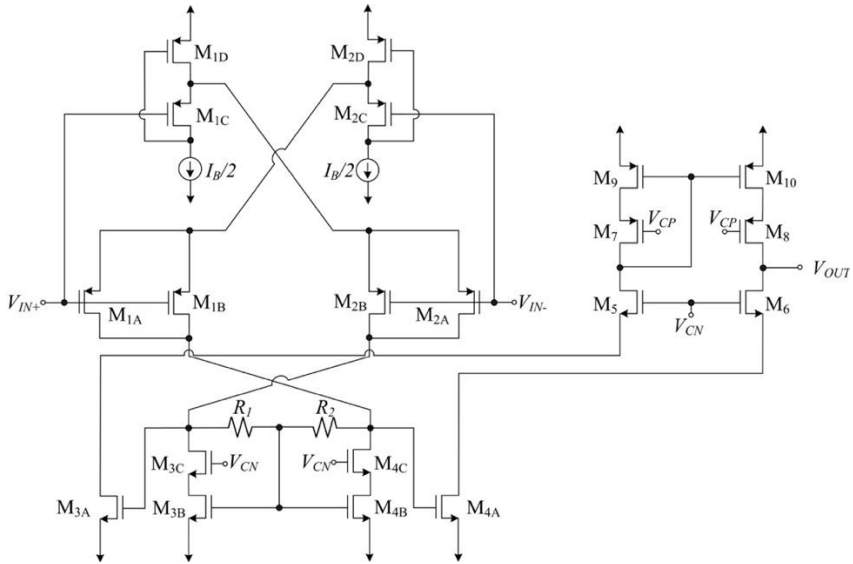 M1D
M2D
M1C
M2C
IB/2
IB/2
M9
M10
VCP
VCP
M7
M8
VOUT
VIN+
M1A
M1B
M2B
M2A
VIN-
M5
VCN
M6
R1
R2
M3C
VCN
VCN
M4C
M3A
M3B
M4B
M4A